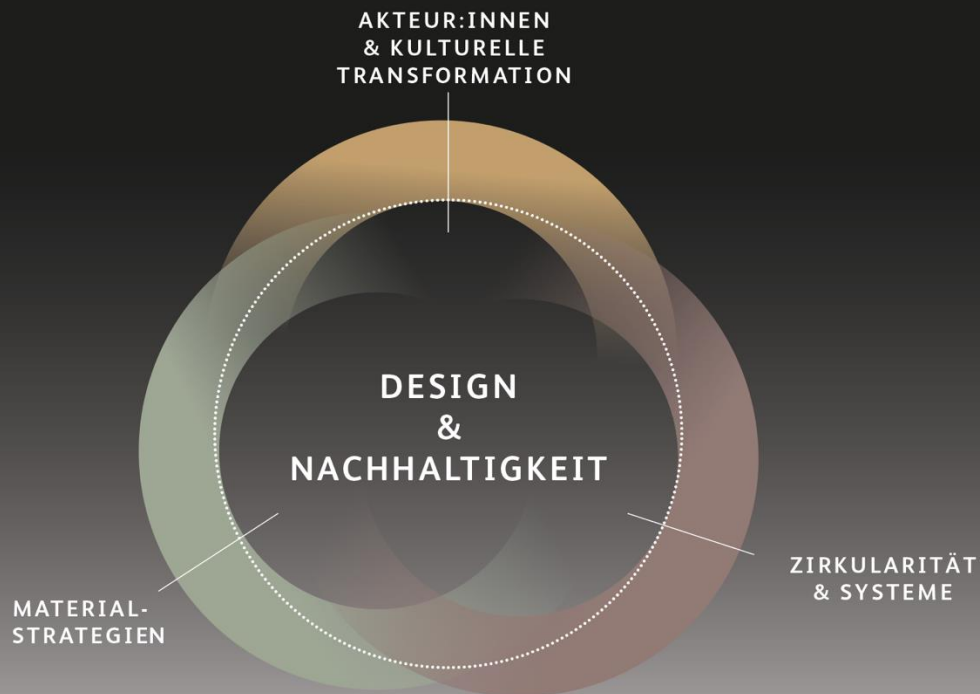 AKTEUR:INNEN
& KULTURELLE
TRANSFORMATION
DESIGN
&
NACHHALTIGKEIT
ZIRKULARITÄT
& SYSTEME
MATERIAL-
STRATEGIEN